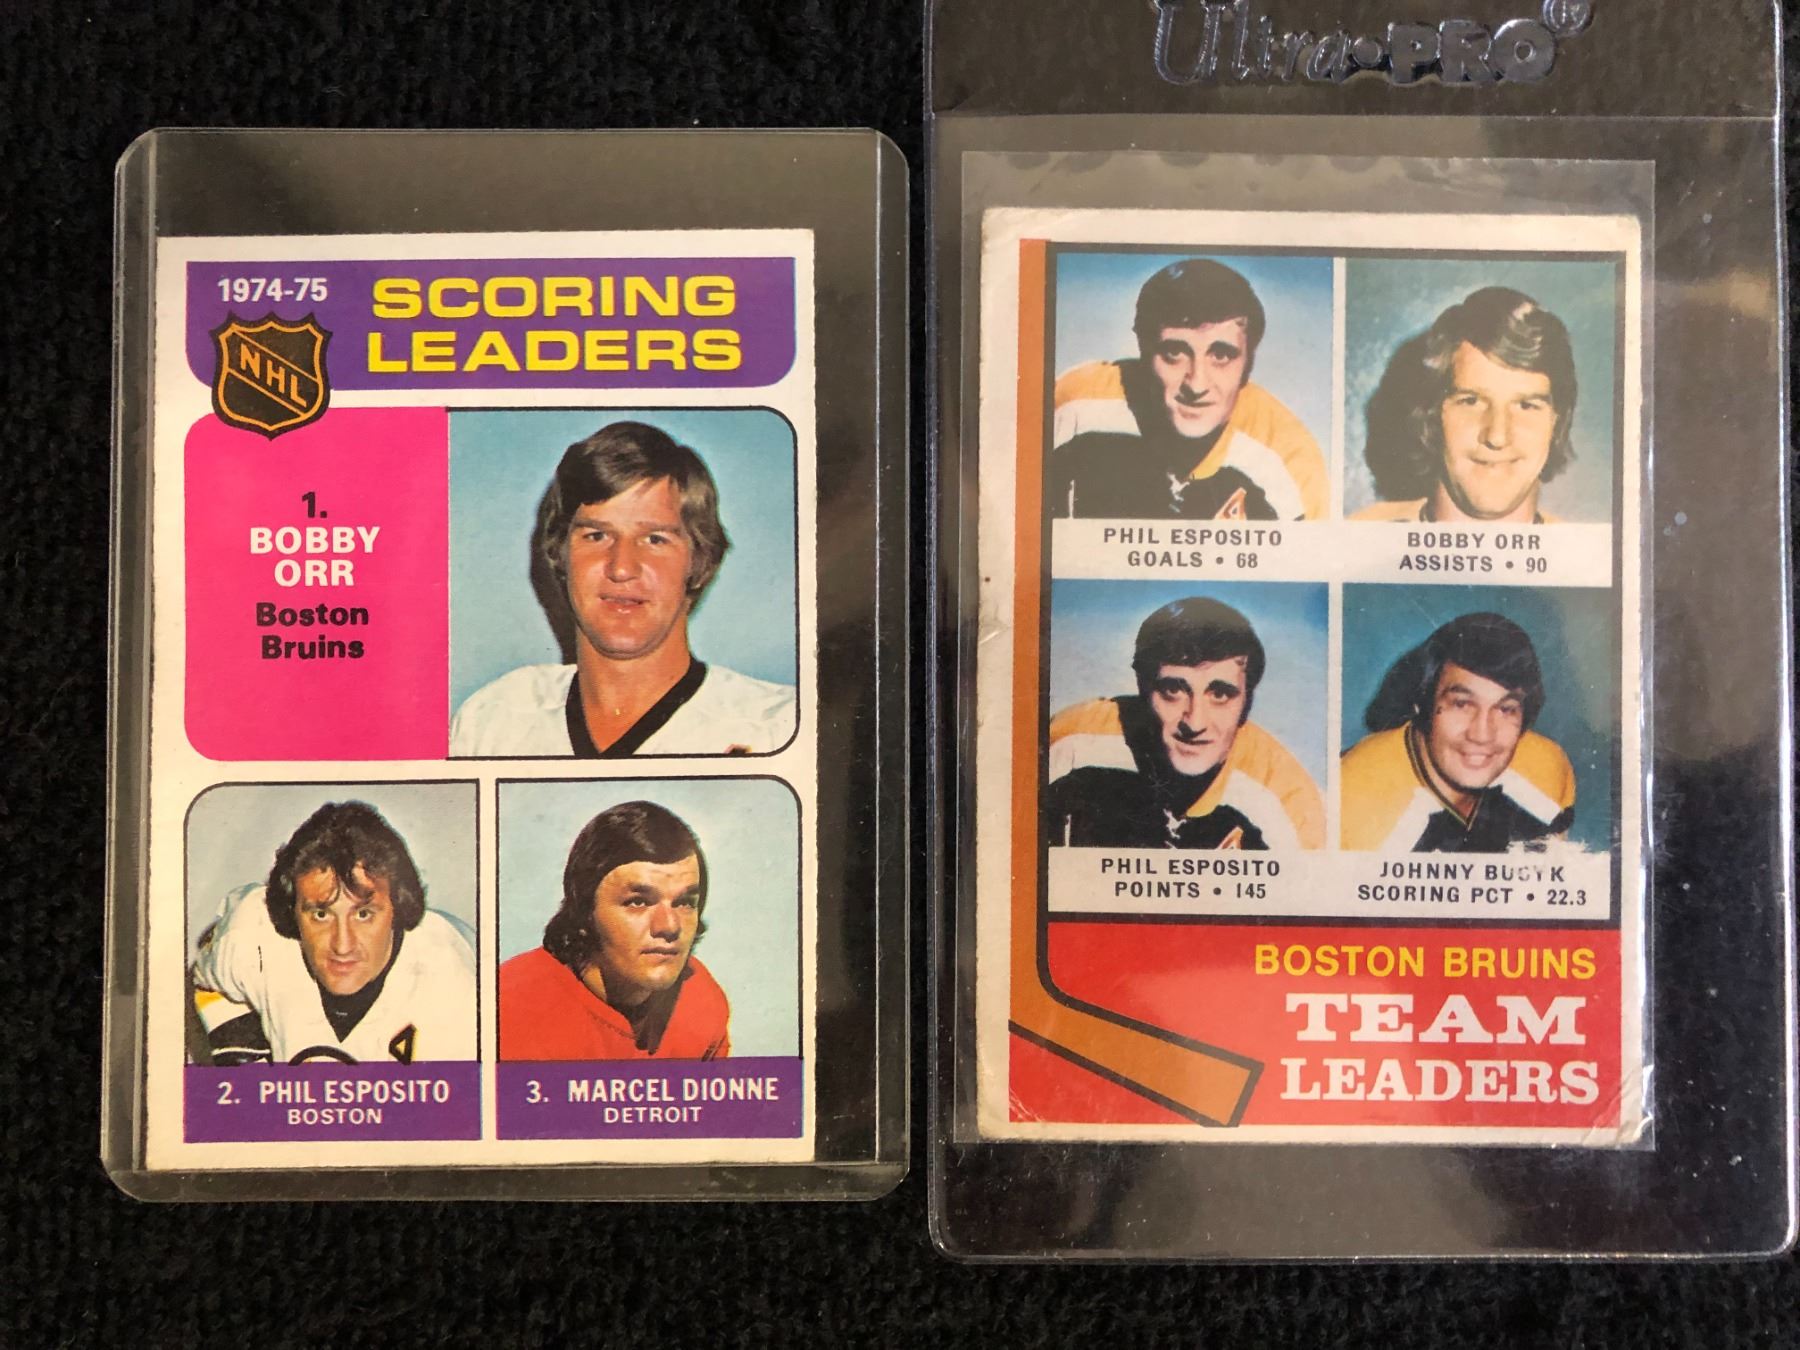 Ultra•PRO®
1974-75
SCORING
LEADERS
NHL
1.
BOBBY
ORR
Boston
Bruins
2. PHIL ESPOSITO
BOSTON
3. MARCEL DIONNE
DETROIT
PHIL ESPOSITO
GOALS • 68
BOBBY ORR
ASSISTS • 90
PHIL ESPOSITO
POINTS • 145
JOHNNY BUCYK
SCORING PCT • 22.3
BOSTON BRUINS
TEAM
LEADERS